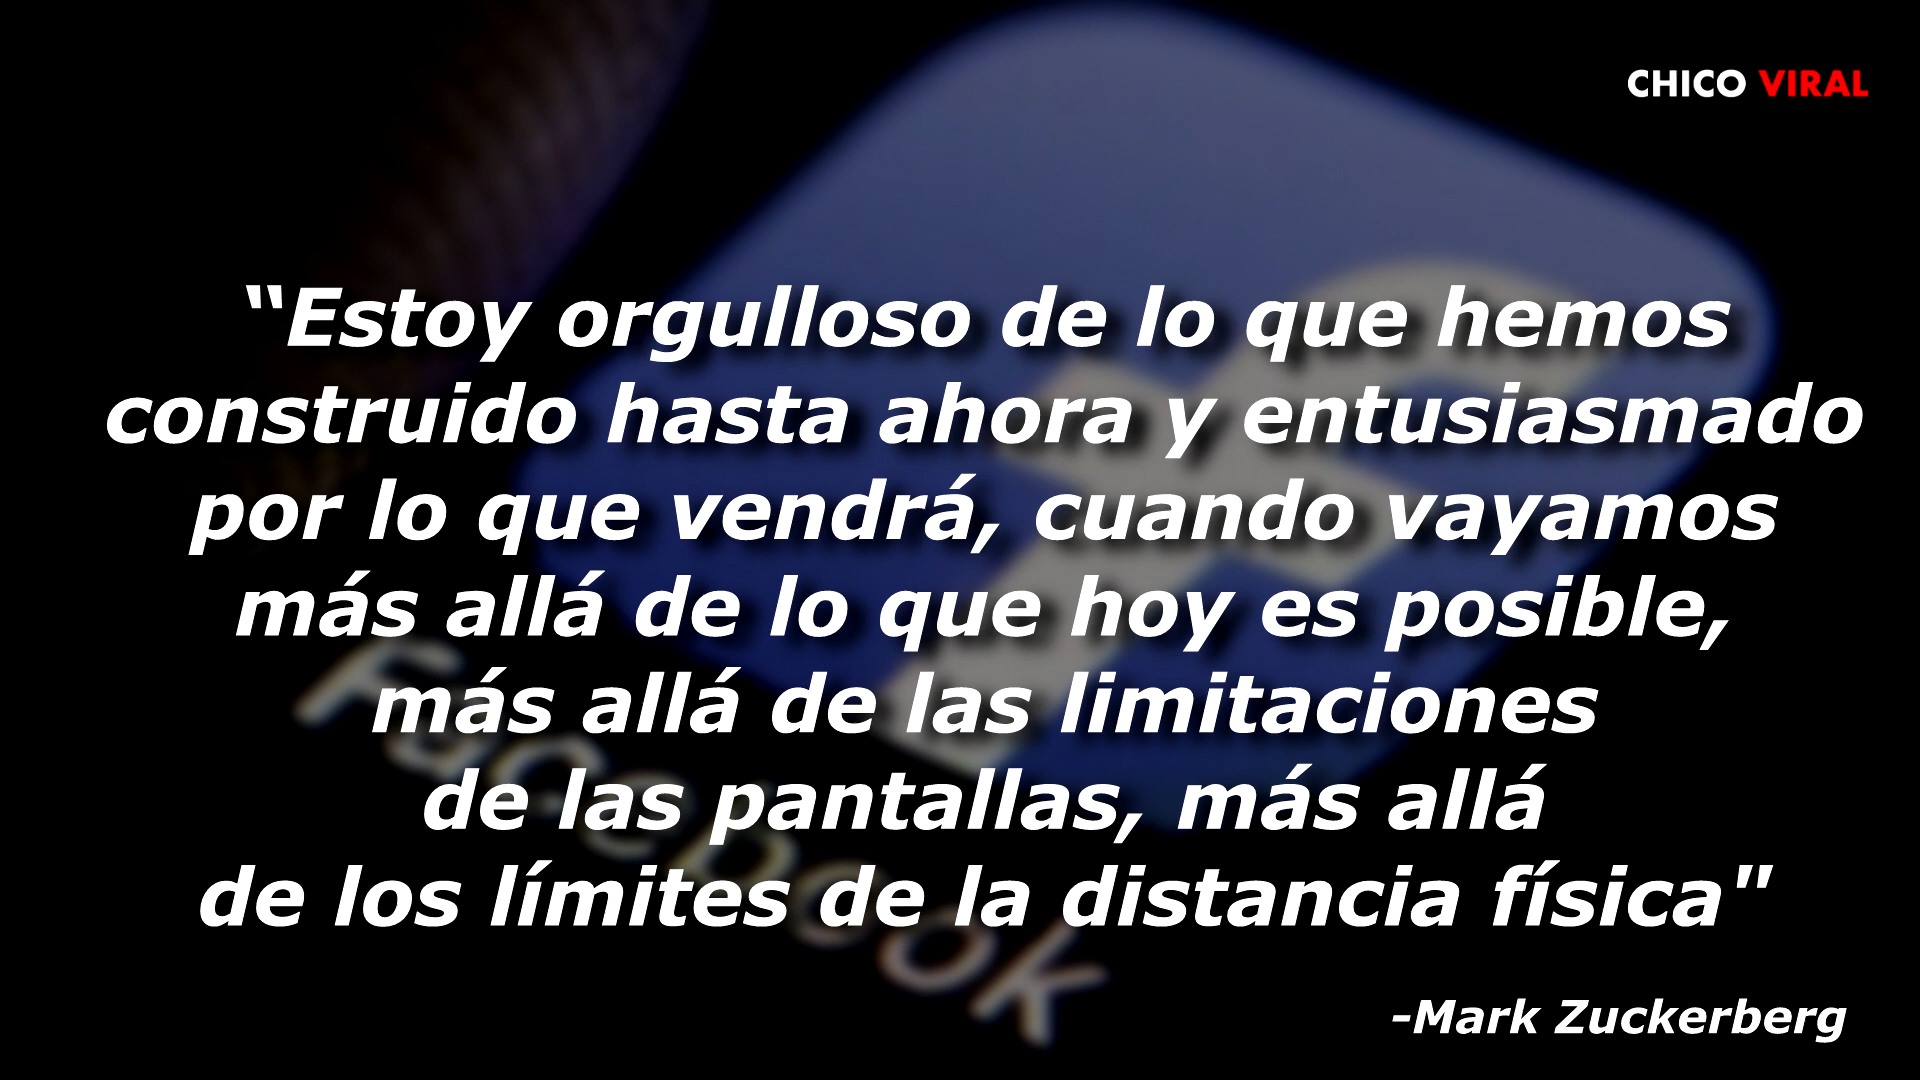 CHICO VIRAL
“Estoy orgulloso de lo que hemos
construido hasta ahora y entusiasmado
por lo que vendrá, cuando vayamos
más allá de lo que hoy es posible,
más allá de las limitaciones
de las pantallas, más allá
de los límites de la distancia física"
Facebook
-Mark Zuckerberg